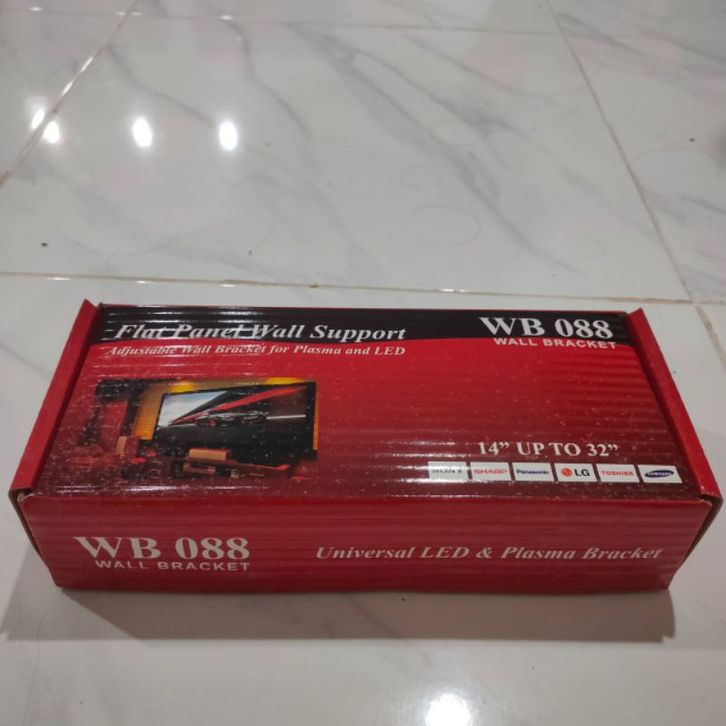 Flat Panel Wall Support
Adjustable Wall Bracket for Plasma and LED
WB 088
WALL BRACKET
14" UP TO 32"
SONY SHARP Panasonic LG TOSHIBA SAMSUNG
WB 088
WALL BRACKET
Universal LED & Plasma Bracket